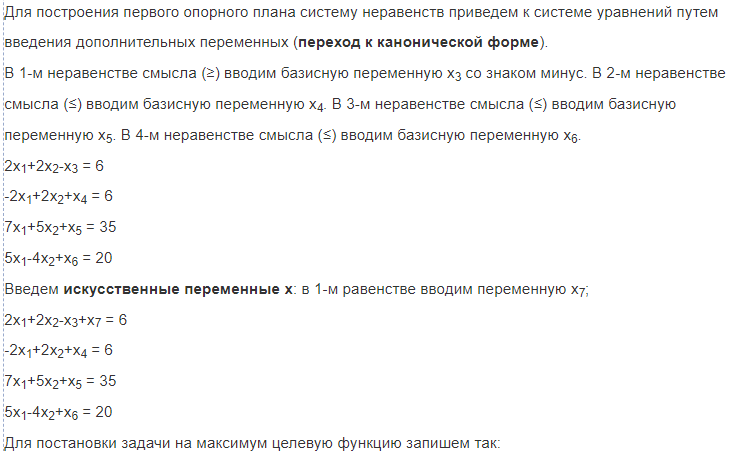 Для построения первого опорного плана систему неравенств приведем к системе уравнений путем
введения дополнительных переменных (переход к канонической форме).
В 1-м неравенстве смысла (≥) вводим базисную переменную x₃ со знаком минус. В 2-м неравенстве
смысла (≤) вводим базисную переменную x₄. В 3-м неравенстве смысла (≤) вводим базисную
переменную x₅. В 4-м неравенстве смысла (≤) вводим базисную переменную x₆.
2x₁+2x₂-x₃ = 6
-2x₁+2x₂+x₄ = 6
7x₁+5x₂+x₅ = 35
5x₁-4x₂+x₆ = 20
Введем искусственные переменные x: в 1-м равенстве вводим переменную x₇;
2x₁+2x₂-x₃+x₇ = 6
-2x₁+2x₂+x₄ = 6
7x₁+5x₂+x₅ = 35
5x₁-4x₂+x₆ = 20
Для постановки задачи на максимум целевую функцию запишем так: